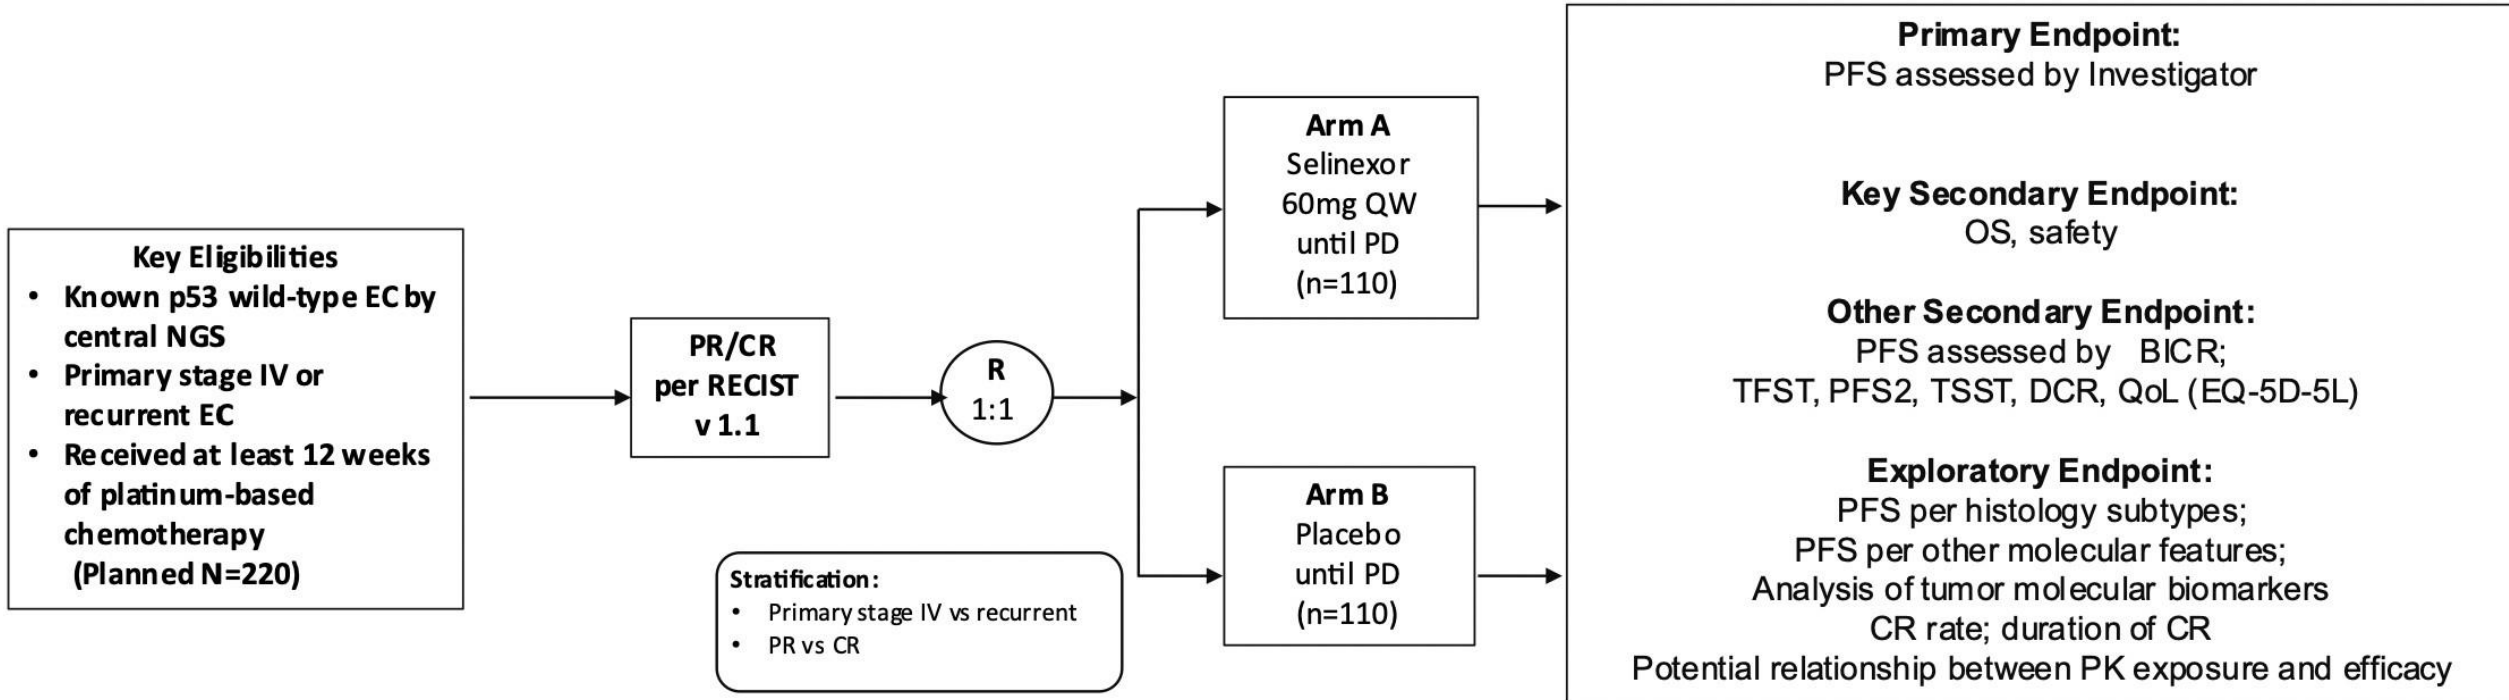 Key Eligibilities
• Known p53 wild-type EC by
central NGS
• Primary stage IV or
recurrent EC
• Received at least 12 weeks
of platinum-based
chemotherapy
(Planned N=220)
PR/CR
per RECIST
v 1.1
R
1:1
Stratification:
• Primary stage IV vs recurrent
• PR vs CR
Arm A
Selinexor
60mg QW
until PD
(n=110)
Arm B
Placebo
until PD
(n=110)
Primary Endpoint:
PFS assessed by Investigator
Key Secondary Endpoint:
OS, safety
Other Secondary Endpoint:
PFS assessed by BICR;
TFST, PFS2, TSST, DCR, QoL (EQ-5D-5L)
Exploratory Endpoint:
PFS per histology subtypes;
PFS per other molecular features;
Analysis of tumor molecular biomarkers
CR rate; duration of CR
Potential relationship between PK exposure and efficacy